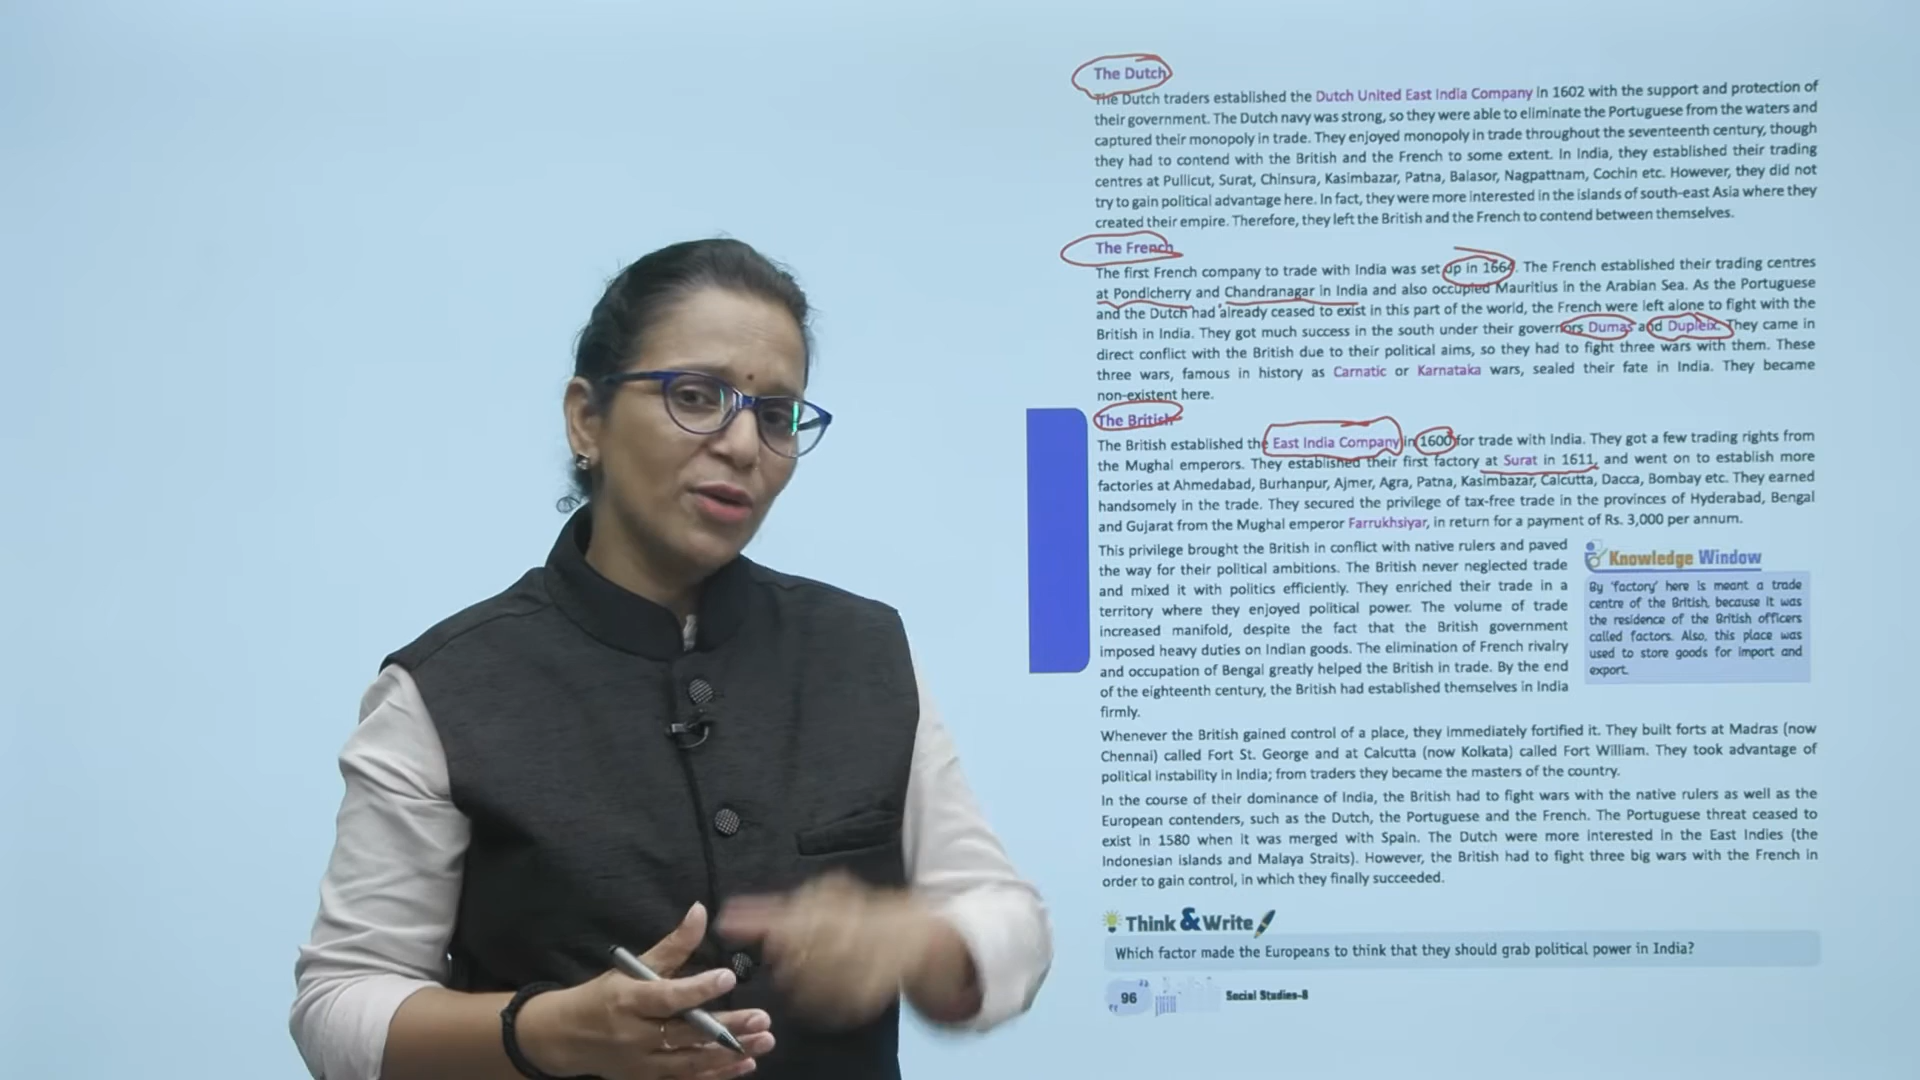 The Dutch
The Dutch traders established the Dutch United East India Company in 1602 with the support and protection of
their government. The Dutch navy was strong, so they were able to eliminate the Portuguese from the waters and
captured their monopoly in trade. They enjoyed monopoly in trade throughout the seventeenth century, though
they had to contend with the British and the French to some extent. In India, they established their trading
centres at Pullicut, Surat, Chinsura, Kasimbazar, Patna, Balasor, Nagpattnam, Cochin etc. However, they did not
try to gain political advantage here. In fact, they were more interested in the islands of south-east Asia where they
created their empire. Therefore, they left the British and the French to contend between themselves.
The French
The first French company to trade with India was set up in 1664. The French established their trading centres
at Pondicherry and Chandranagar in India and also occupied Mauritius in the Arabian Sea. As the Portuguese
and the Dutch had already ceased to exist in this part of the world, the French were left alone to fight with the
British in India. They got much success in the south under their governors Dumas and Dupleix. They came in
direct conflict with the British due to their political aims, so they had to fight three wars with them. These
three wars, famous in history as Carnatic or Karnataka wars, sealed their fate in India. They became
non-existent here.
The British
The British established the East India Company in 1600 for trade with India. They got a few trading rights from
the Mughal emperors. They established their first factory at Surat in 1611, and went on to establish more
factories at Ahmedabad, Burhanpur, Ajmer, Agra, Patna, Kasimbazar, Calcutta, Dacca, Bombay etc. They earned
handsomely in the trade. They secured the privilege of tax-free trade in the provinces of Hyderabad, Bengal
and Gujarat from the Mughal emperor Farrukhsiyar, in return for a payment of Rs. 3,000 per annum.
This privilege brought the British in conflict with native rulers and paved
the way for their political ambitions. The British never neglected trade
and mixed it with politics efficiently. They enriched their trade in a
territory where they enjoyed political power. The volume of trade
increased manifold, despite the fact that the British government
imposed heavy duties on Indian goods. The elimination of French rivalry
and occupation of Bengal greatly helped the British in trade. By the end
of the eighteenth century, the British had established themselves in India
firmly.
Knowledge Window
By 'factory' here is meant a trade
centre of the British, because it was
the residence of the British officers
called factors. Also, this place was
used to store goods for import and
export.
Whenever the British gained control of a place, they immediately fortified it. They built forts at Madras (now
Chennai) called Fort St. George and at Calcutta (now Kolkata) called Fort William. They took advantage of
political instability in India; from traders they became the masters of the country.
In the course of their dominance of India, the British had to fight wars with the native rulers as well as the
European contenders, such as the Dutch, the Portuguese and the French. The Portuguese threat ceased to
exist in 1580 when it was merged with Spain. The Dutch were more interested in the East Indies (the
Indonesian islands and Malaya Straits). However, the British had to fight three big wars with the French in
order to gain control, in which they finally succeeded.
Think & Write
Which factor made the Europeans to think that they should grab political power in India?
96 Social Studies-8